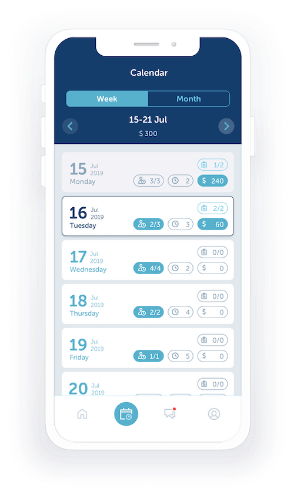 Calendar
Week Month
15-21 Jul
$ 300
15 Jul 2019 1/2
Monday 3/3 2 $ 240
16 Jul 2019 2/2
Tuesday 2/3 3 $ 60
17 Jul 2019 0/0
Wednesday 4/4 2 $ 0
18 Jul 2019 0/0
Thursday 2/2 4 $ 0
19 Jul 2019 0/0
Friday 1/1 5 $ 0
20 Jul 2019 0/0